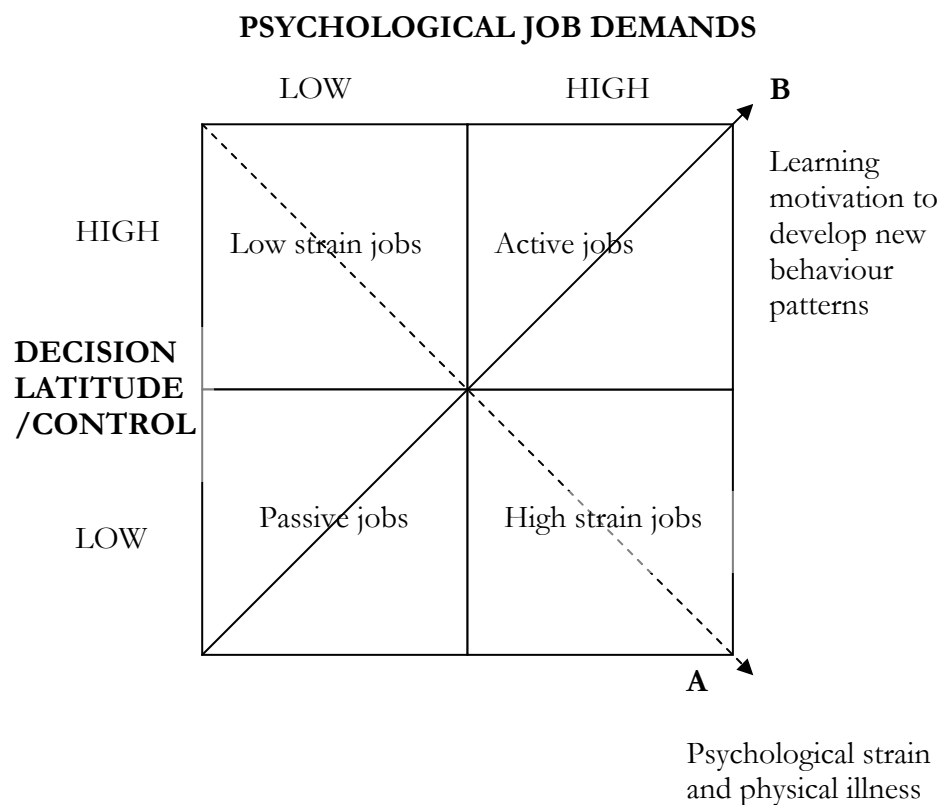 PSYCHOLOGICAL JOB DEMANDS
LOW
HIGH
B
Learning
motivation to
develop new
behaviour
patterns
HIGH
Low strain jobs
Active jobs
DECISION
LATITUDE
/CONTROL
LOW
Passive jobs
High strain jobs
A
Psychological strain
and physical illness